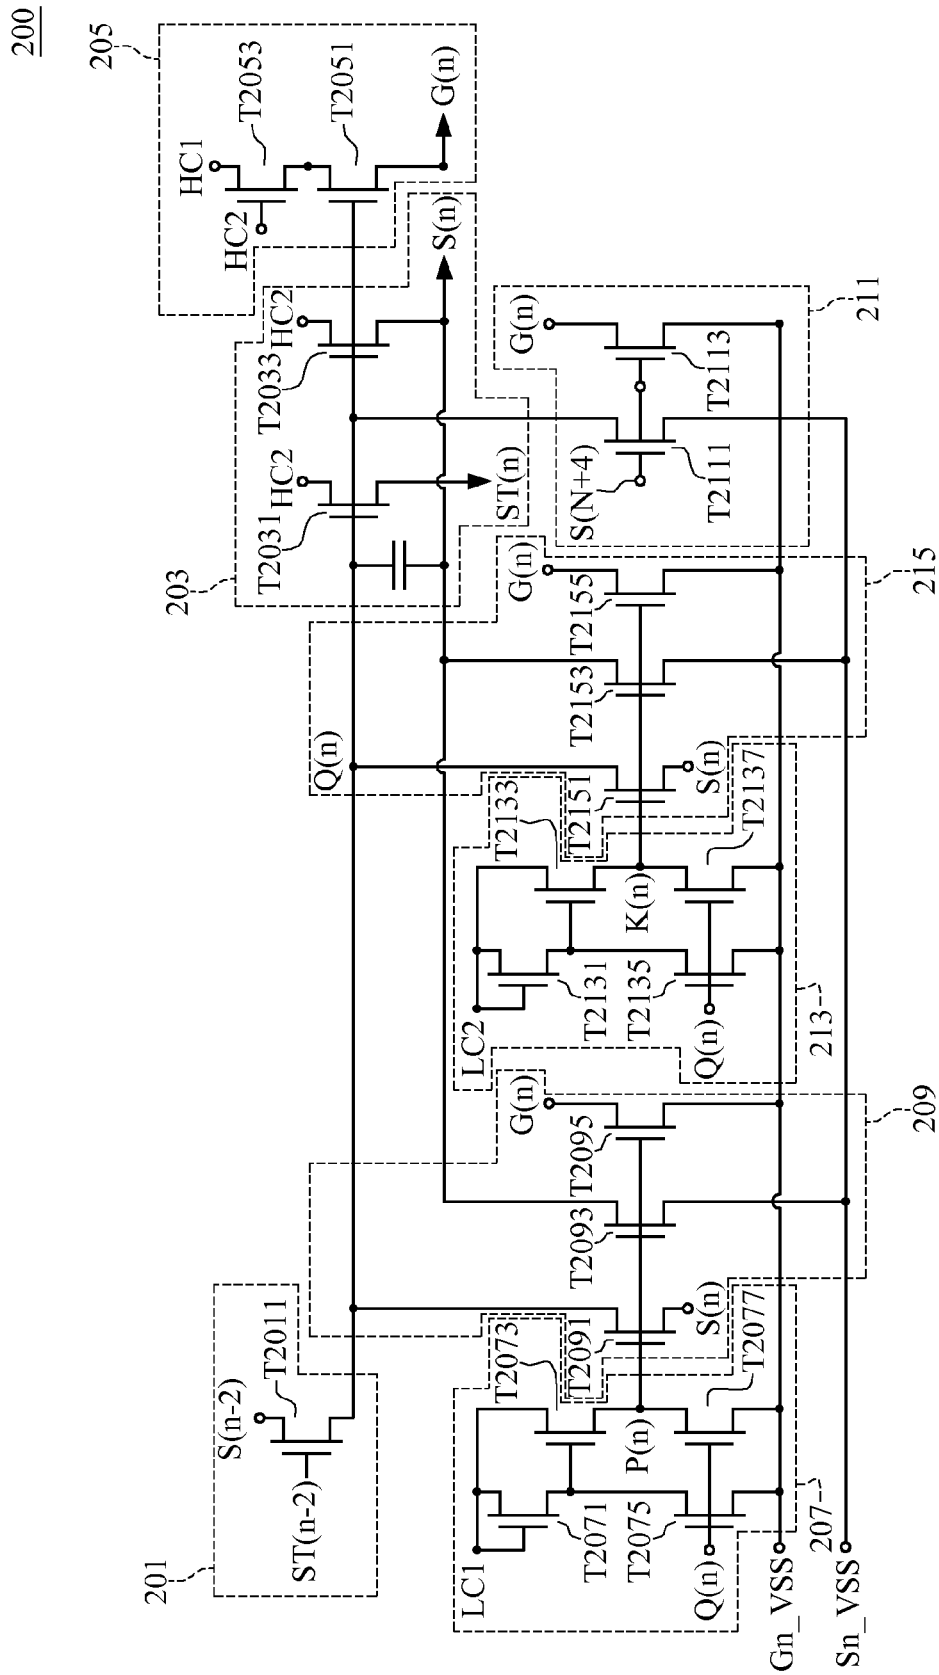 200
205
T2053
T2051
HC1
HC2
G(n)
203
HC2
T2033
HC2
T2031
S(n)
ST(n)
211
G(n)
T2113
T2111
S(N+4)
215
G(n)
T2155
T2153
T2151
S(n)
Q(n)
T2133
T2137
K(n)
T2131
T2135
LC2
Q(n)
213
209
G(n)
T2095
T2093
T2091
S(n)
201
S(n-2)
T2011
ST(n-2)
T2073
T2077
P(n)
T2071
T2075
LC1
Q(n)
207
Gn_VSS
Sn_VSS